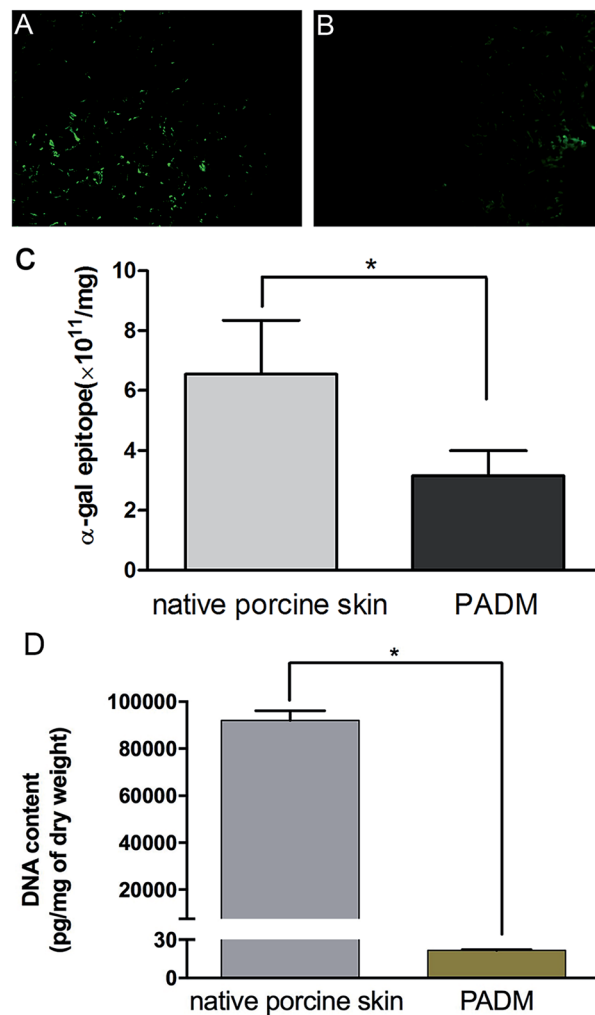 A
B
C
*
10
8
6
4
2
0
α-gal epitope(×10¹¹/mg)
native porcine skin
PADM
D
*
100000
80000
60000
40000
20000
30
0
DNA content
(pg/mg of dry weight)
native porcine skin
PADM